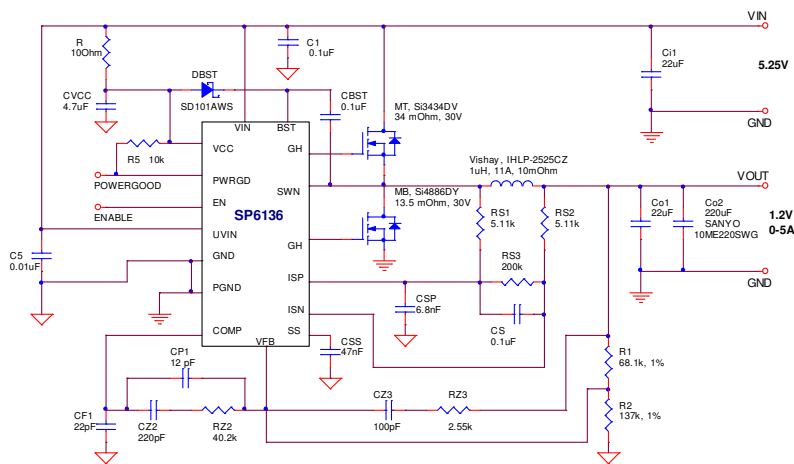 VIN
R
10Ohm
C1
0.1uF
Ci1
22uF
5.25V
DBST
CVCC
4.7uF
SD101AWS
CBST
0.1uF
MT, Si3434DV
34 mOhm, 30V
GND
VIN
BST
R5
10k
VCC
GH
Vishay, IHLP-2525CZ
1uH, 11A, 10mOhm
POWERGOOD
PWRGD
SWN
VOUT
MB, Si4886DY
13.5 mOhm, 30V
ENABLE
EN
SP6136
RS1
5.11k
RS2
5.11k
Co1
22uF
Co2
220uF
SANYO
10ME220SWG
1.2V
0-5A
UVIN
GH
C5
0.01uF
GND
RS3
200k
ISP
GND
PGND
CSP
6.8nF
ISN
CS
0.1uF
COMP
SS
VFB
CSS
47nF
CP1
12 pF
R1
68.1k, 1%
CF1
22pF
CZ2
220pF
RZ2
40.2k
CZ3
100pF
RZ3
2.55k
R2
137k, 1%